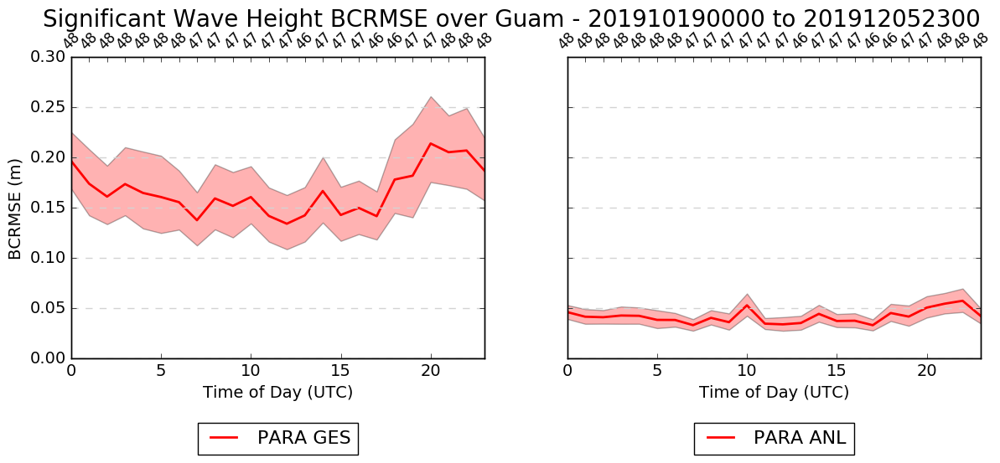 Significant Wave Height BCRMSE over Guam - 201910190000 to 201912052300
48 48 48 48 48 48 48 47 47 47 47 47 47 46 47 47 47 46 46 47 47 48 48 48
48 48 48 48 48 48 48 47 47 47 47 47 47 46 47 47 47 46 46 47 47 48 48 48
0.30
0.25
0.20
0.15
0.10
0.05
0.00
BCRMSE (m)
0 5 10 15 20
Time of Day (UTC)
PARA GES
0 5 10 15 20
Time of Day (UTC)
PARA ANL